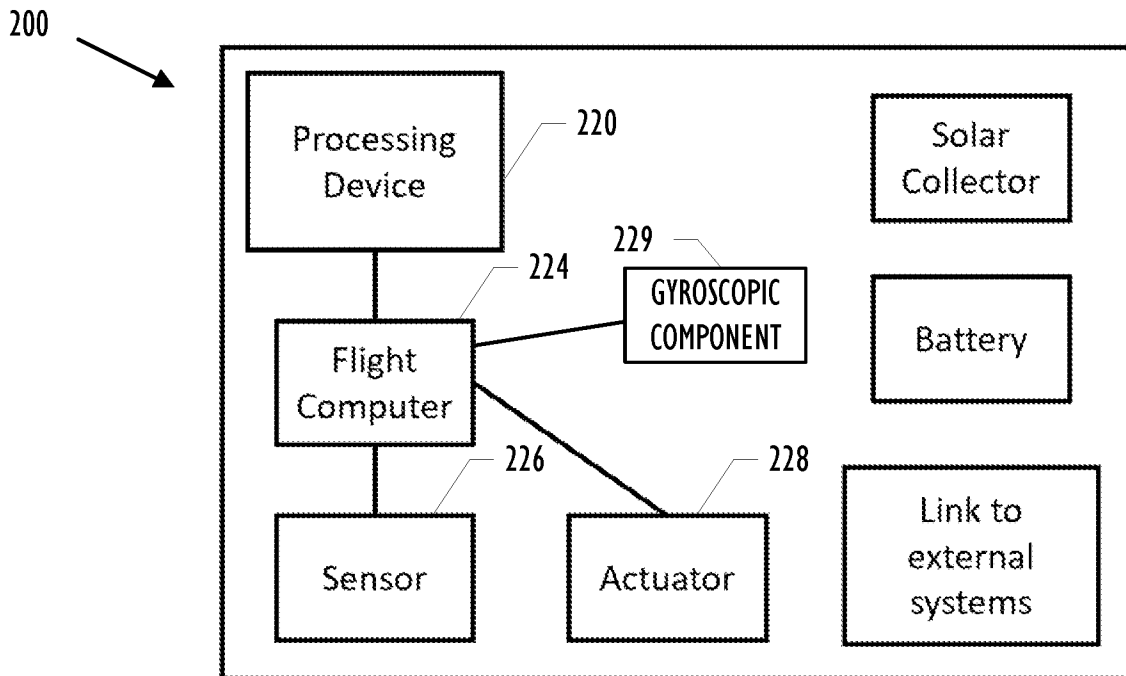 200
Processing
Device
220
Solar
Collector
224
229
GYROSCOPIC
COMPONENT
Flight
Computer
Battery
226
228
Sensor
Actuator
Link to
external
systems